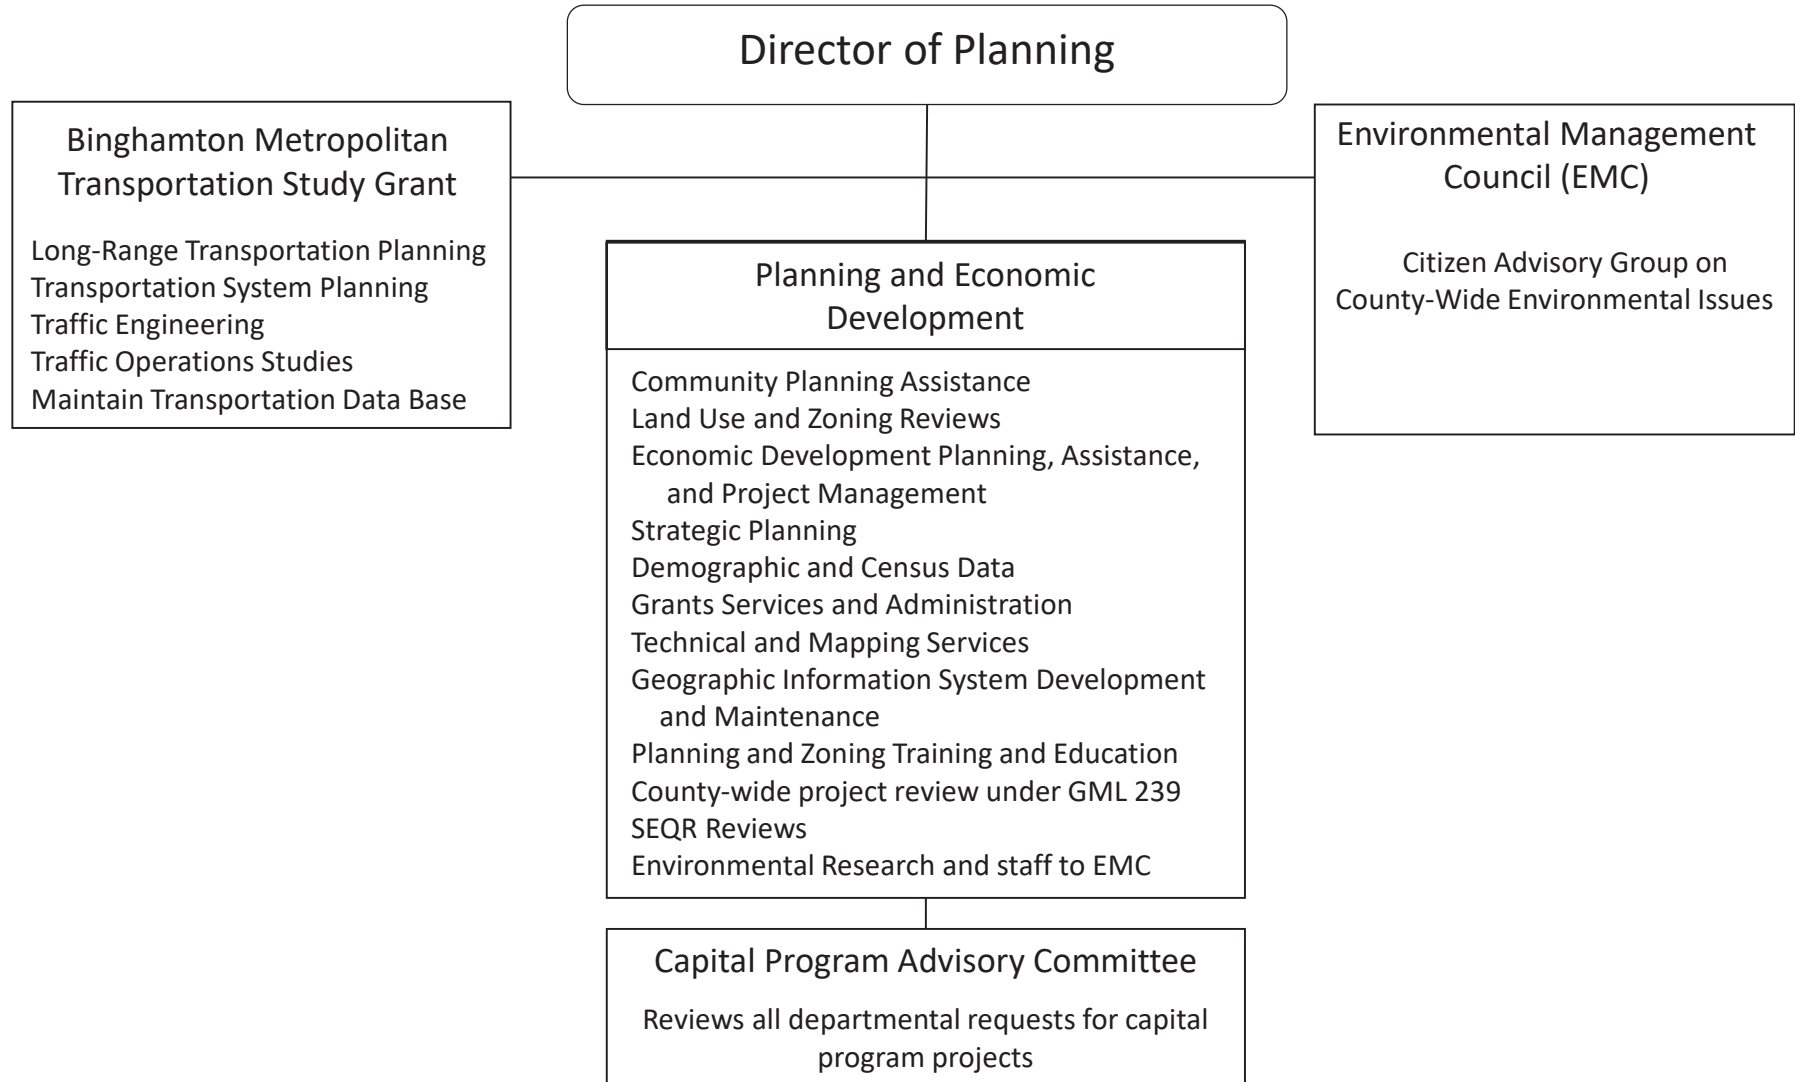 Director of Planning
Binghamton Metropolitan
Transportation Study Grant
Long-Range Transportation Planning
Transportation System Planning
Traffic Engineering
Traffic Operations Studies
Maintain Transportation Data Base
Environmental Management
Council (EMC)
Citizen Advisory Group on
County-Wide Environmental Issues
Planning and Economic
Development
Community Planning Assistance
Land Use and Zoning Reviews
Economic Development Planning, Assistance,
and Project Management
Strategic Planning
Demographic and Census Data
Grants Services and Administration
Technical and Mapping Services
Geographic Information System Development
and Maintenance
Planning and Zoning Training and Education
County-wide project review under GML 239
SEQR Reviews
Environmental Research and staff to EMC
Capital Program Advisory Committee
Reviews all departmental requests for capital
program projects